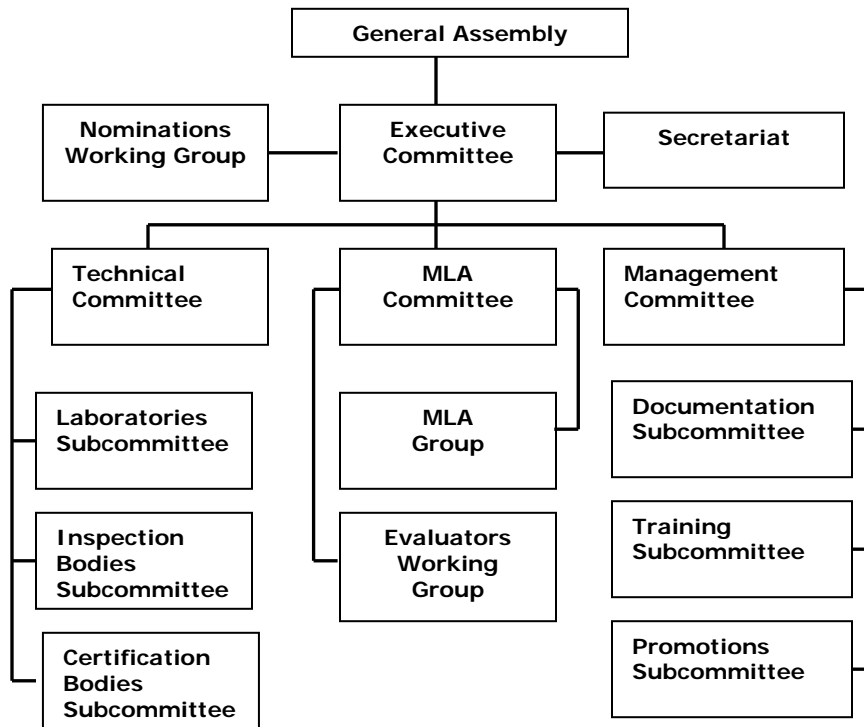 General Assembly
Nominations
Working Group
Executive
Committee
Secretariat
Technical
Committee
MLA
Committee
Management
Committee
Laboratories
Subcommittee
MLA
Group
Documentation
Subcommittee
Inspection
Bodies
Subcommittee
Evaluators
Working
Group
Training
Subcommittee
Certification
Bodies
Subcommittee
Promotions
Subcommittee